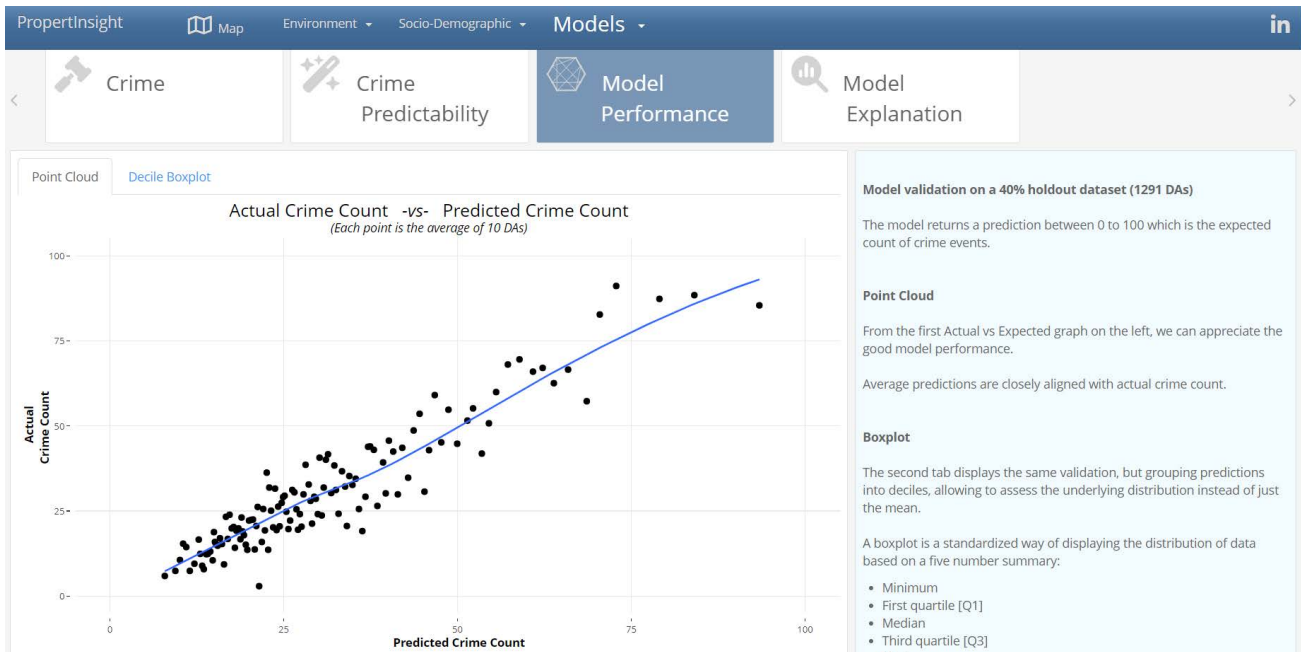 PropertInsight
Map
Environment
Socio-Demographic
Models
in
Crime
Crime
Predictability
Model
Performance
Model
Explanation
Point Cloud
Decile Boxplot
Actual Crime Count -vs- Predicted Crime Count
(Each point is the average of 10 DAs)
Actual
Crime Count
100
75
50
25
0
0
25
50
75
100
Predicted Crime Count
Model validation on a 40% holdout dataset (1291 DAs)
The model returns a prediction between 0 to 100 which is the expected
count of crime events.
Point Cloud
From the first Actual vs Expected graph on the left, we can appreciate the
good model performance.
Average predictions are closely aligned with actual crime count.
Boxplot
The second tab displays the same validation, but grouping predictions
into deciles, allowing to assess the underlying distribution instead of just
the mean.
A boxplot is a standardized way of displaying the distribution of data
based on a five number summary:
• Minimum
• First quartile [Q1]
• Median
• Third quartile [Q3]